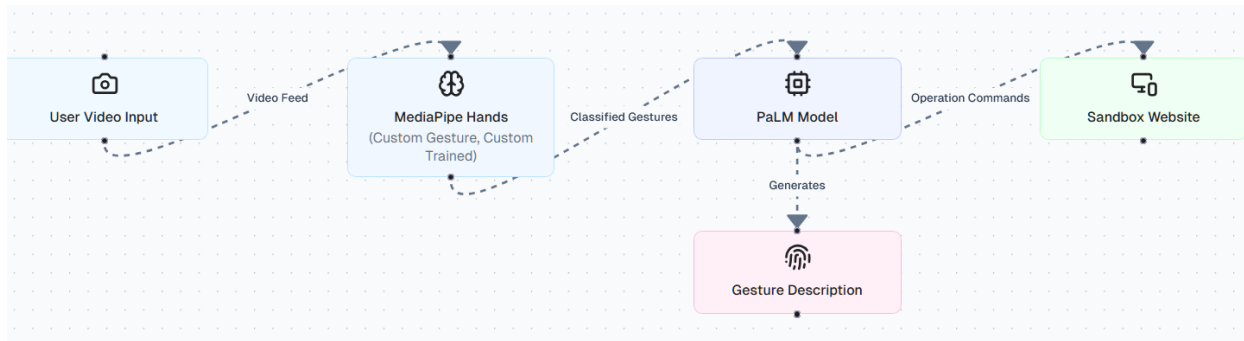 User Video Input
Video Feed
MediaPipe Hands
(Custom Gesture, Custom
Trained)
Classified Gestures
PaLM Model
Operation Commands
Sandbox Website
Generates
Gesture Description